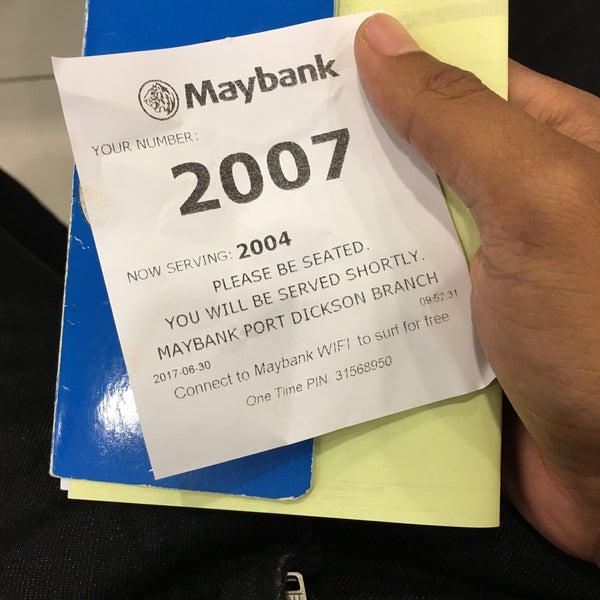 Maybank
YOUR NUMBER:
2007
NOW SERVING: 2004
PLEASE BE SEATED.
YOU WILL BE SERVED SHORTLY.
MAYBANK PORT DICKSON BRANCH
2017-06-30 09:52:31
Connect to Maybank WIFI to surf for free
One Time PIN: 31568950